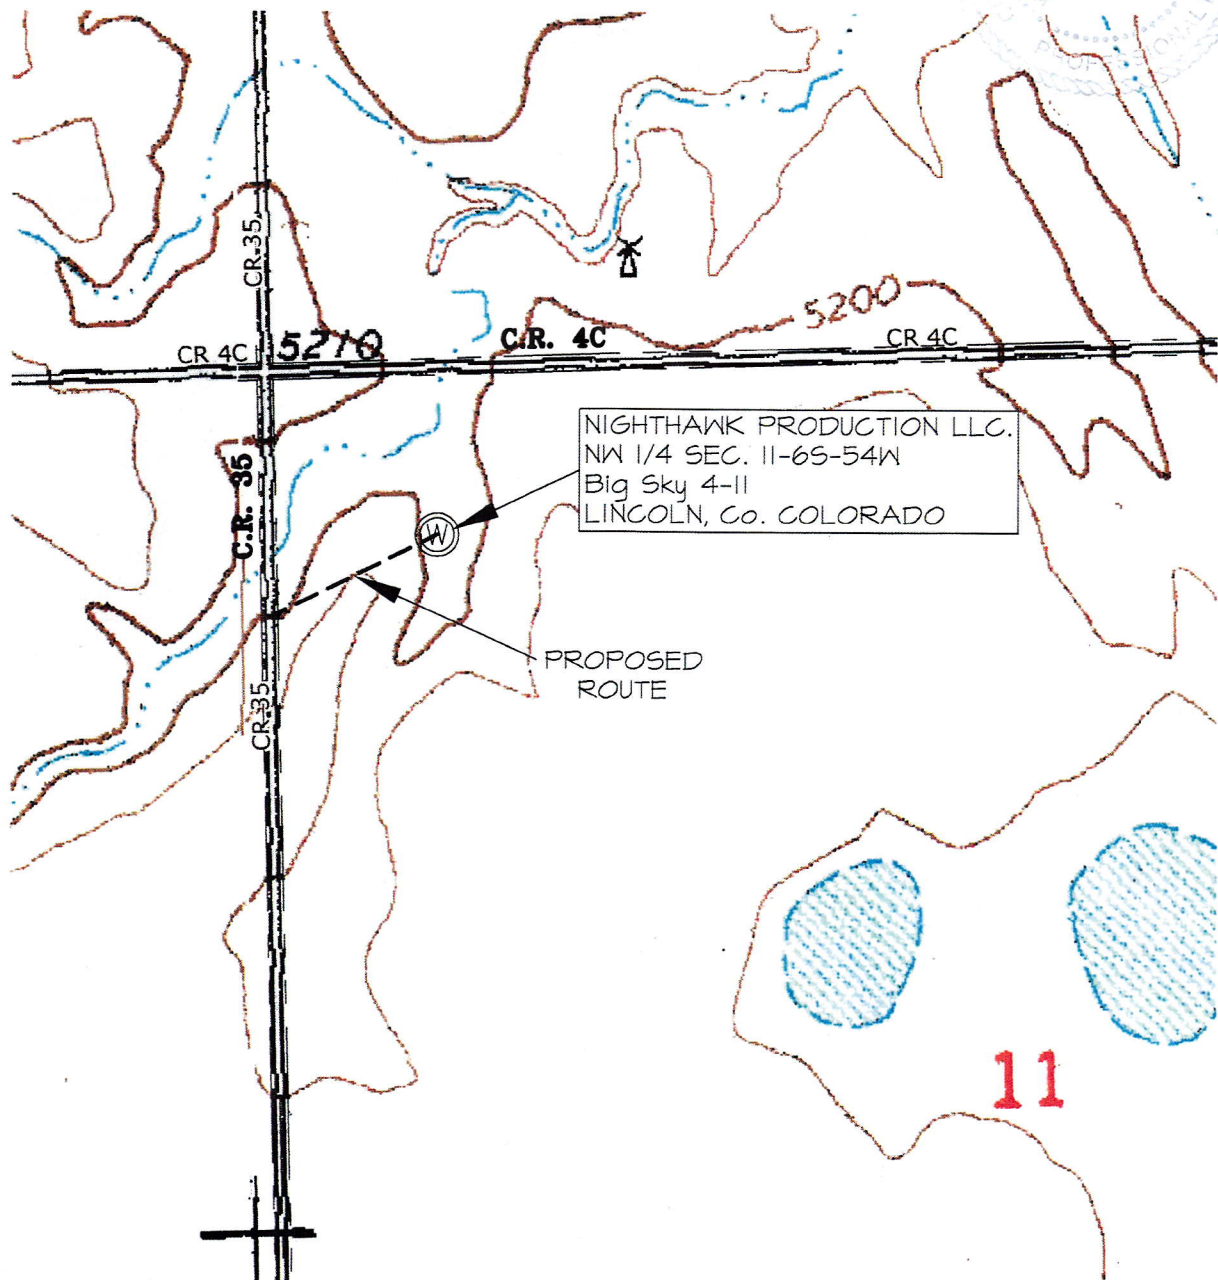 PROFESSIONAL
CR.35
5200
CR 4C
5210
C.R. 4C
CR 4C
NIGHTHAWK PRODUCTION LLC.
NW 1/4 SEC. 11-6S-54W
Big Sky 4-11
LINCOLN, Co. COLORADO
C.R. 35
W
PROPOSED
ROUTE
CR.35
11